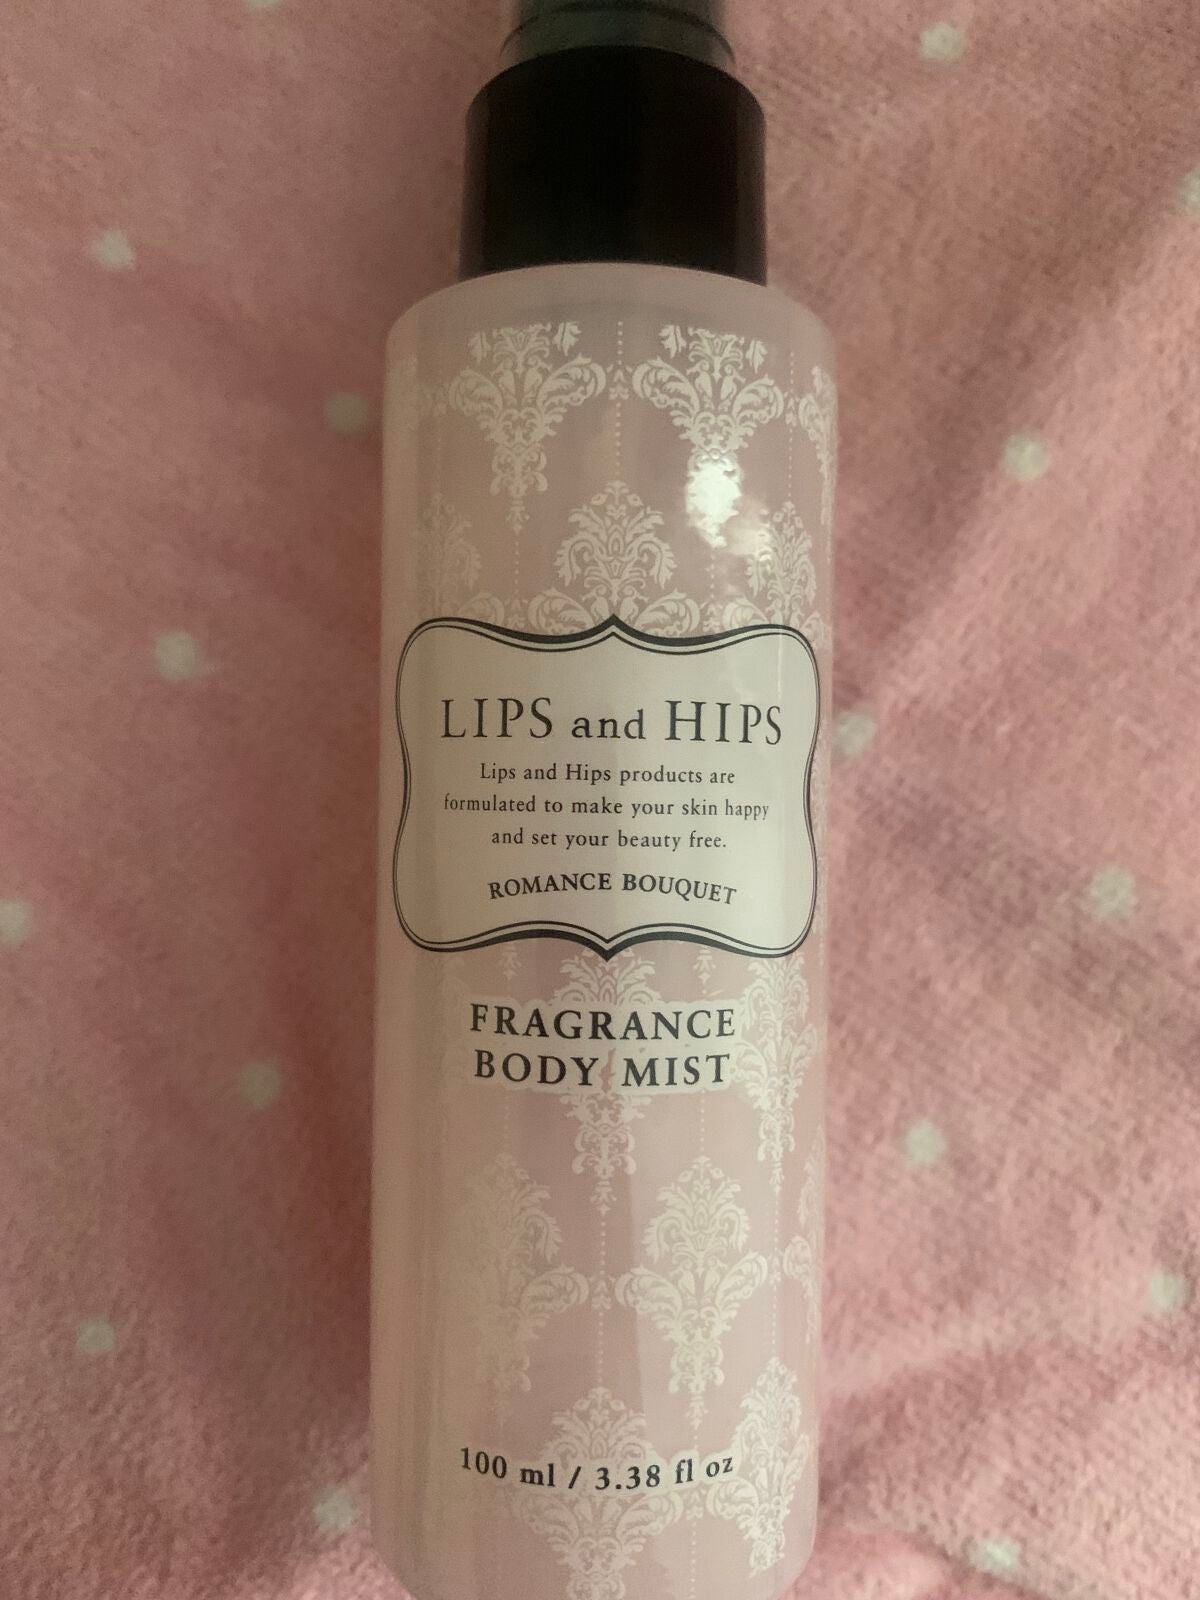 LIPS and HIPS
Lips and Hips products are
formulated to make your skin happy
and set your beauty free.
ROMANCE BOUQUET
FRAGRANCE
BODY MIST
100 ml / 3.38 fl oz